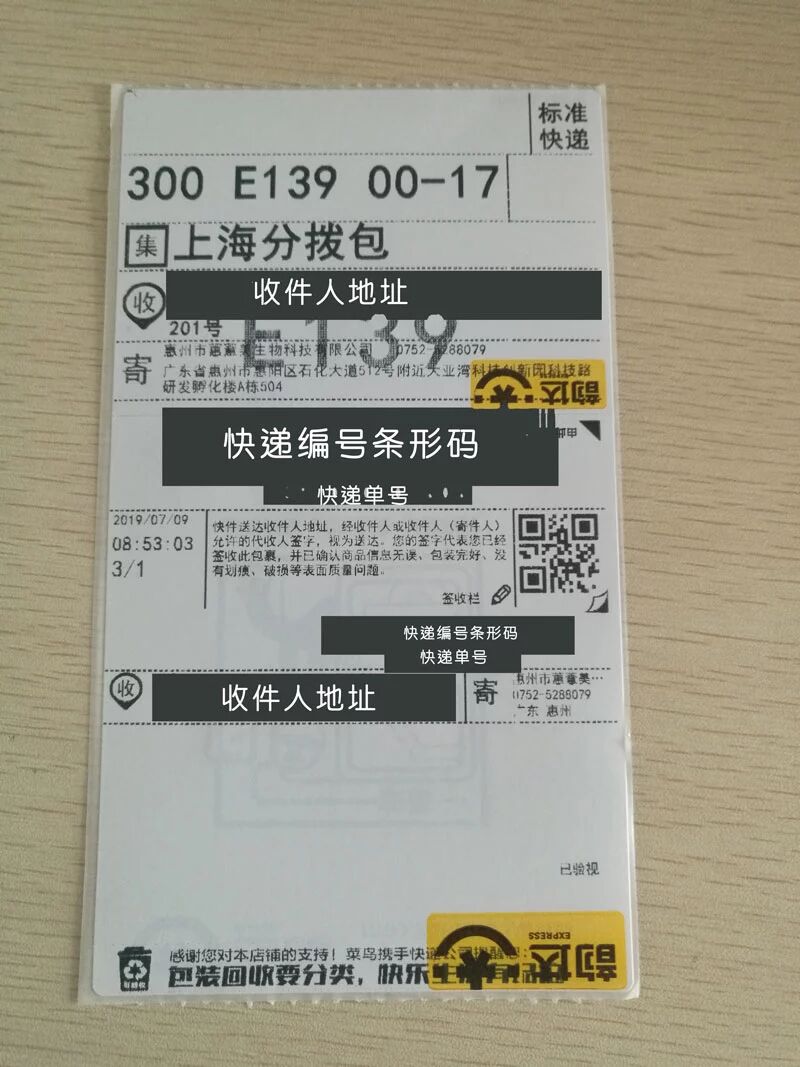 标准
快递
300 E139 00-17
集 上海分拨包
收 收件人地址
201号
E139
寄
惠州市蕙薰美生物科技有限公司 0752-5288079
广东省惠州市惠阳区石化大道512号附近大亚湾科技创新园科技路
研发孵化楼A栋504
韵达
快递编号条形码
快递单号
2019/07/09
08:53:03
3/1
快件送达收件人地址，经收件人或收件人（寄件人）
允许的代收人签字，视为送达。您的签字代表您已经
签收此包裹，并已确认商品信息无误、包装完好、没
有划痕、破损等表面质量问题。
签收栏
快递编号条形码
快递单号
收 收件人地址
寄
惠州市蕙薰美…
0752-5288079
广东 惠州
已验视
韵达
EXPRESS
感谢您对本店铺的支持！菜鸟携手快递公司提醒您：
包装回收要分类，快乐